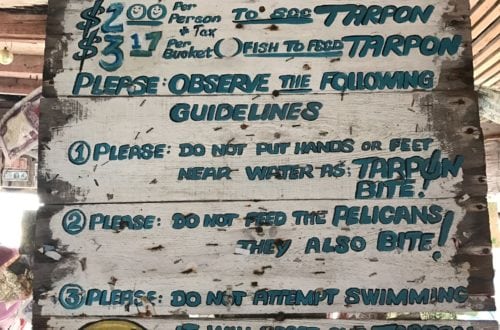 $2.00 Per Person + Tax TO SEE TARPON
$3.17 Per Bucket O FISH TO FEED TARPON
PLEASE: OBSERVE THE FOLLOWING
GUIDELINES
① PLEASE: DO NOT PUT HANDS OR FEET
NEAR WATER AS: TARPON
BITE!
② PLEASE: DO NOT FEED THE PELICANS
THEY ALSO BITE!
③ PLEASE: DO NOT ATTEMPT SWIMMING